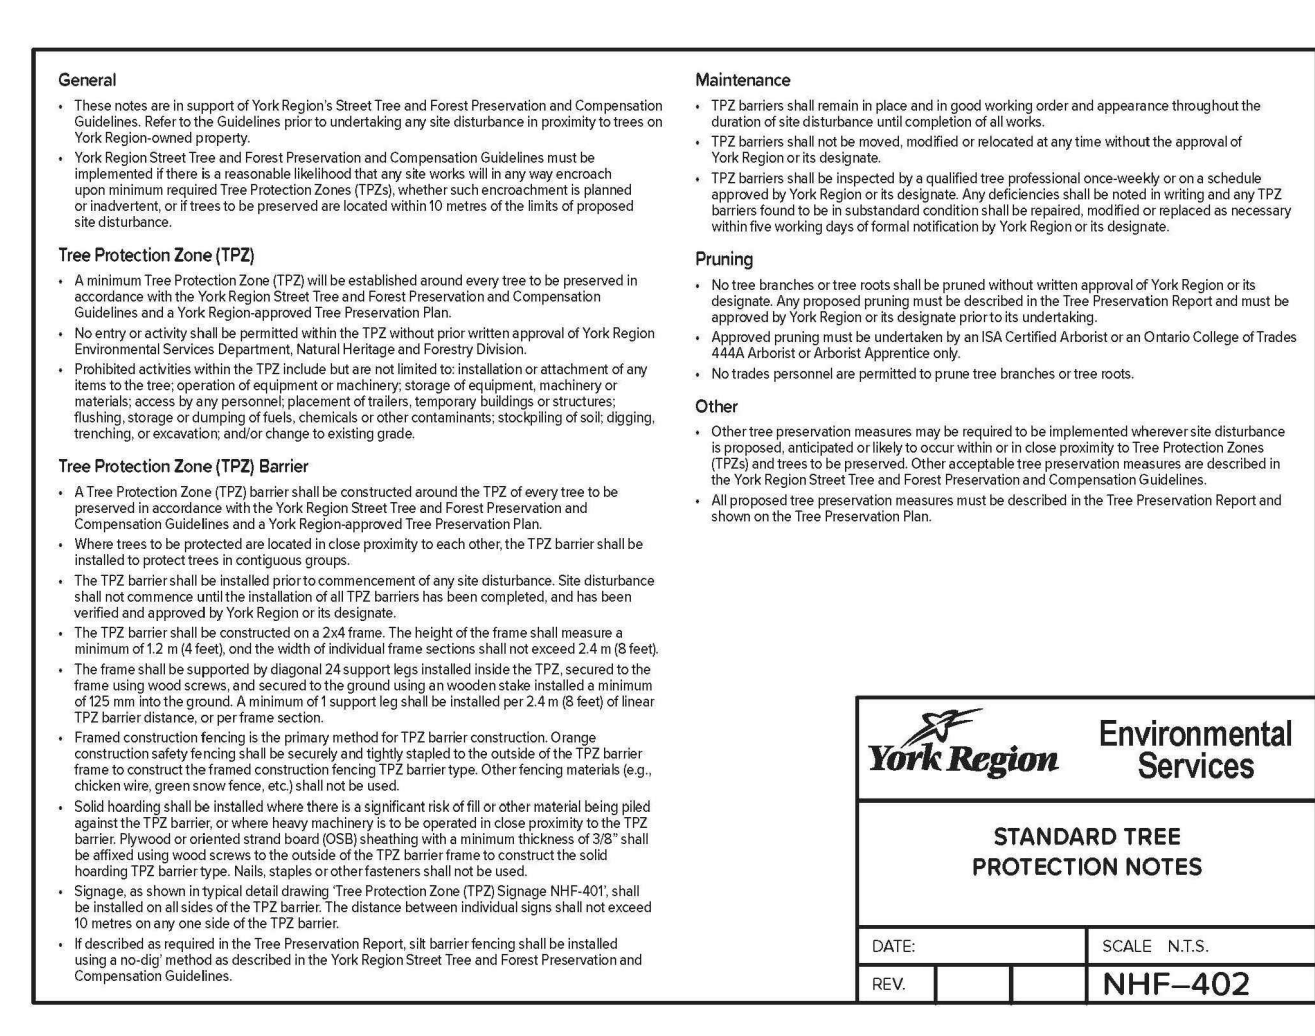 General
• These notes are in support of York Region's Street Tree and Forest Preservation and Compensation
Guidelines. Refer to the Guidelines prior to undertaking any site disturbance in proximity to trees on
York Region-owned property.
• York Region Street Tree and Forest Preservation and Compensation Guidelines must be
implemented if there is a reasonable likelihood that any site works will in any way encroach
upon minimum required Tree Protection Zones (TPZs), whether such encroachment is planned
or inadvertent, or if trees to be preserved are located within 10 metres of the limits of proposed
site disturbance.
Tree Protection Zone (TPZ)
• A minimum Tree Protection Zone (TPZ) will be established around every tree to be preserved in
accordance with the York Region Street Tree and Forest Preservation and Compensation
Guidelines and a York Region-approved Tree Preservation Plan.
• No entry or activity shall be permitted within the TPZ without prior written approval of York Region
Environmental Services Department, Natural Heritage and Forestry Division.
• Prohibited activities within the TPZ include but are not limited to: installation or attachment of any
items to the tree; operation of equipment or machinery; storage of equipment, machinery or
materials; access by any personnel; placement of trailers, temporary buildings or structures;
flushing, storage or dumping of fuels, chemicals or other contaminants; stockpiling of soil; digging,
trenching, or excavation; and/or change to existing grade.
Tree Protection Zone (TPZ) Barrier
• A Tree Protection Zone (TPZ) barrier shall be constructed around the TPZ of every tree to be
preserved in accordance with the York Region Street Tree and Forest Preservation and
Compensation Guidelines and a York Region-approved Tree Preservation Plan.
• Where trees to be protected are located in close proximity to each other, the TPZ barrier shall be
installed to protect trees in contiguous groups.
• The TPZ barrier shall be installed prior to commencement of any site disturbance. Site disturbance
shall not commence until the installation of all TPZ barriers has been completed, and has been
verified and approved by York Region or its designate.
• The TPZ barrier shall be constructed on a 2x4 frame. The height of the frame shall measure a
minimum of 1.2 m (4 feet), ond the width of individual frame sections shall not exceed 2.4 m (8 feet).
• The frame shall be supported by diagonal 24 support legs installed inside the TPZ, secured to the
frame using wood screws, and secured to the ground using an wooden stake installed a minimum
of 125 mm into the ground. A minimum of 1 support leg shall be installed per 2.4 m (8 feet) of linear
TPZ barrier distance, or per frame section.
• Framed construction fencing is the primary method for TPZ barrier construction. Orange
construction safety fencing shall be securely and tightly stapled to the outside of the TPZ barrier
frame to construct the framed construction fencing TPZ barrier type. Other fencing materials (e.g.,
chicken wire, green snow fence, etc.) shall not be used.
• Solid hoarding shall be installed where there is a significant risk of fill or other material being piled
against the TPZ barrier, or where heavy machinery is to be operated in close proximity to the TPZ
barrier. Plywood or oriented strand board (OSB) sheathing with a minimum thickness of 3/8” shall
be affixed using wood screws to the outside of the TPZ barrier frame to construct the solid
hoarding TPZ barrier type. Nails, staples or other fasteners shall not be used.
• Signage, as shown in typical detail drawing ‘Tree Protection Zone (TPZ) Signage NHF-401’, shall
be installed on all sides of the TPZ barrier. The distance between individual signs shall not exceed
10 metres on any one side of the TPZ barrier.
• If described as required in the Tree Preservation Report, silt barrier fencing shall be installed
using a no-dig’ method as described in the York Region Street Tree and Forest Preservation and
Compensation Guidelines.
Maintenance
• TPZ barriers shall remain in place and in good working order and appearance throughout the
duration of site disturbance until completion of all works.
• TPZ barriers shall not be moved, modified or relocated at any time without the approval of
York Region or its designate.
• TPZ barriers shall be inspected by a qualified tree professional once-weekly or on a schedule
approved by York Region or its designate. Any deficiencies shall be noted in writing and any TPZ
barriers found to be in substandard condition shall be repaired, modified or replaced as necessary
within five working days of formal notification by York Region or its designate.
Pruning
• No tree branches or tree roots shall be pruned without written approval of York Region or its
designate. Any proposed pruning must be described in the Tree Preservation Report and must be
approved by York Region or its designate prior to its undertaking.
• Approved pruning must be undertaken by an ISA Certified Arborist or an Ontario College of Trades
444A Arborist or Arborist Apprentice only.
• No trades personnel are permitted to prune tree branches or tree roots.
Other
• Other tree preservation measures may be required to be implemented wherever site disturbance
is proposed, anticipated or likely to occur within or in close proximity to Tree Protection Zones
(TPZs) and trees to be preserved. Other acceptable tree preservation measures are described in
the York Region Street Tree and Forest Preservation and Compensation Guidelines.
• All proposed tree preservation measures must be described in the Tree Preservation Report and
shown on the Tree Preservation Plan.
York Region
Environmental
Services
STANDARD TREE
PROTECTION NOTES
DATE:
SCALE N.T.S.
REV.
NHF–402